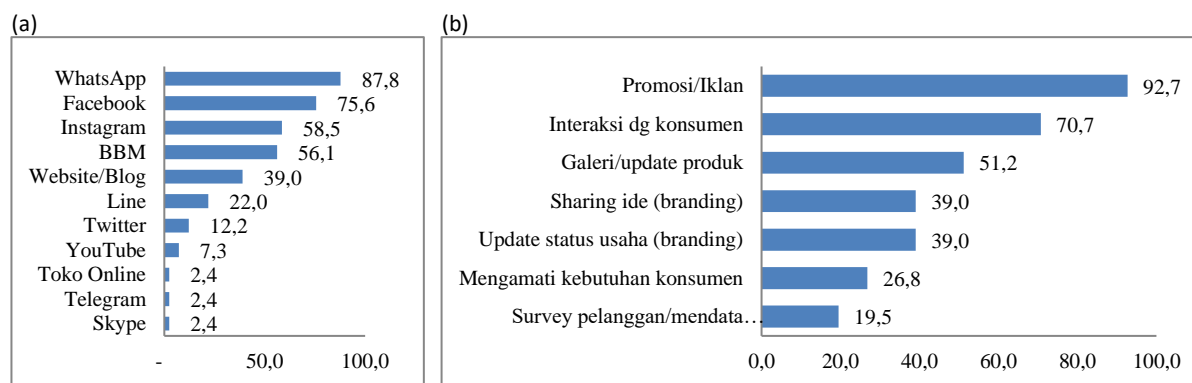 (a)
WhatsApp 87,8
Facebook 75,6
Instagram 58,5
BBM 56,1
Website/Blog 39,0
Line 22,0
Twitter 12,2
YouTube 7,3
Toko Online 2,4
Telegram 2,4
Skype 2,4
- 50,0 100,0
(b)
Promosi/Iklan 92,7
Interaksi dg konsumen 70,7
Galeri/update produk 51,2
Sharing ide (branding) 39,0
Update status usaha (branding) 39,0
Mengamati kebutuhan konsumen 26,8
Survey pelanggan/mendata… 19,5
0,0 20,0 40,0 60,0 80,0 100,0